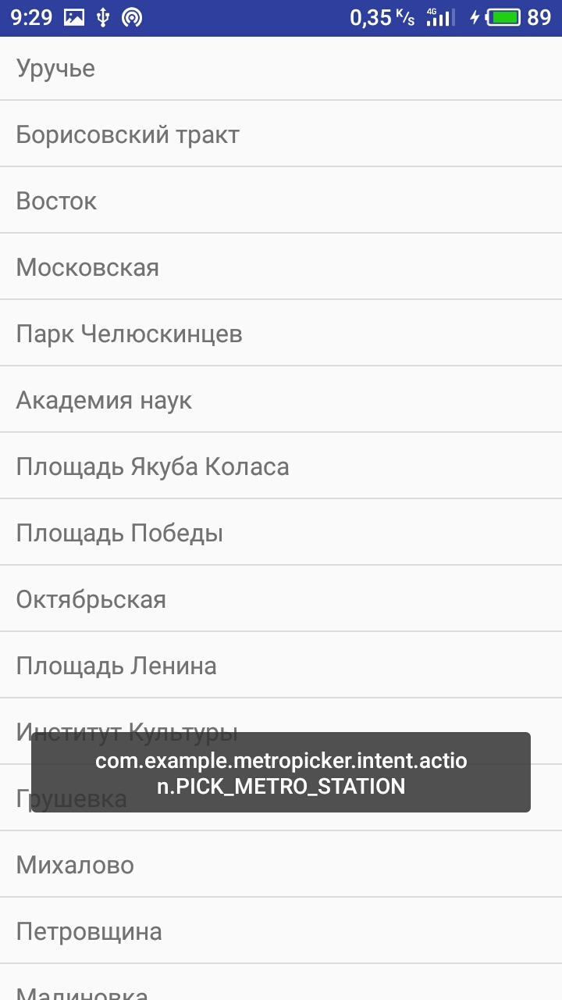 9:29 0,35 K/s 4G 89
Уручье
Борисовский тракт
Восток
Московская
Парк Челюскинцев
Академия наук
Площадь Якуба Коласа
Площадь Победы
Октябрьская
Площадь Ленина
Институт Культуры
com.example.metropicker.intent.actio
n.PICK_METRO_STATION
Грушевка
Михалово
Петровщина
Малиновка